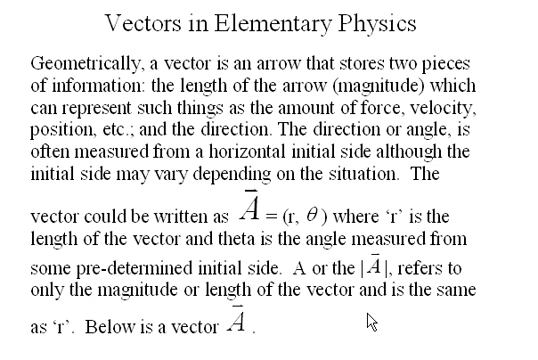 Vectors in Elementary Physics
Geometrically, a vector is an arrow that stores two pieces
of information: the length of the arrow (magnitude) which
can represent such things as the amount of force, velocity,
position, etc.; and the direction. The direction or angle, is
often measured from a horizontal initial side although the
initial side may vary depending on the situation. The
vector could be written as Ā = (r, θ) where ‘r’ is the
length of the vector and theta is the angle measured from
some pre-determined initial side. A or the |Ā|, refers to
only the magnitude or length of the vector and is the same
as ‘r’. Below is a vector Ā .